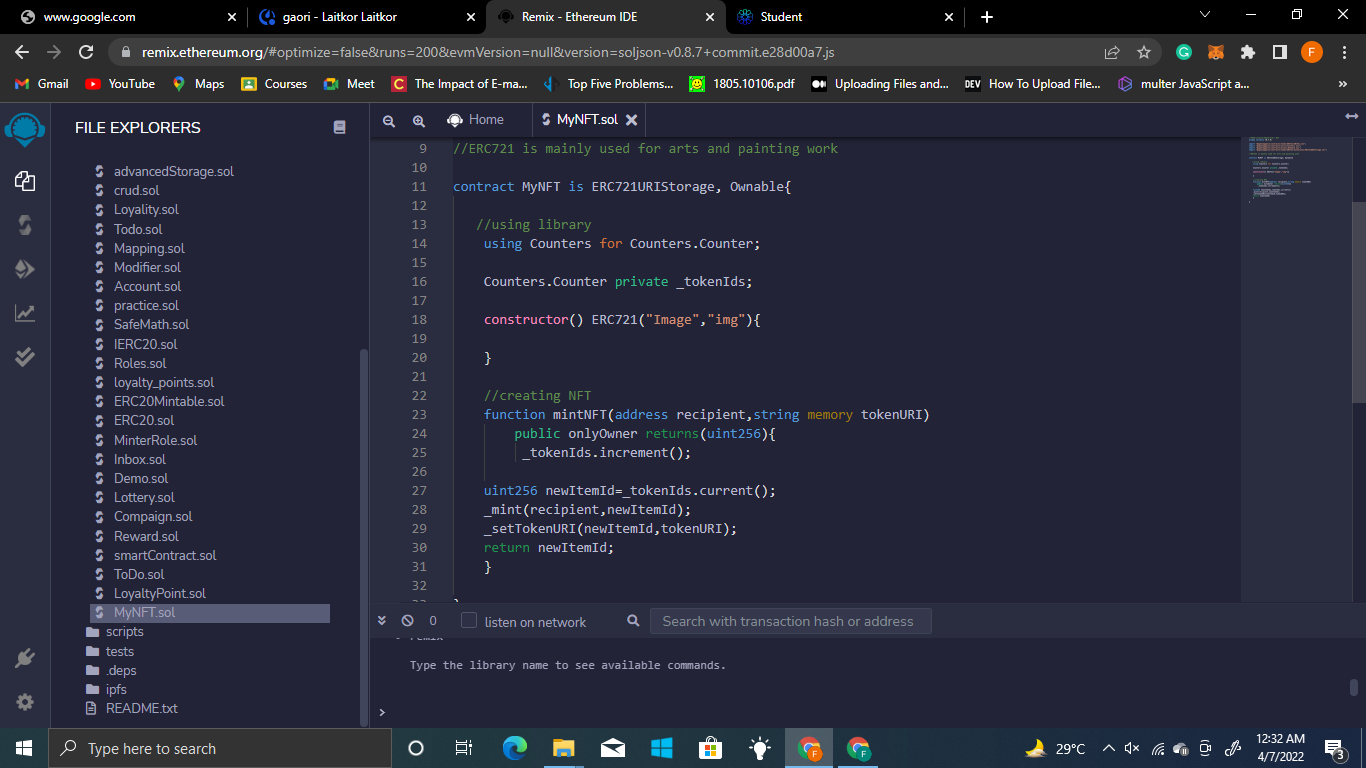 www.google.com
gaori - Laitkor Laitkor
Remix - Ethereum IDE
Student
remix.ethereum.org/#optimize=false&runs=200&evmVersion=null&version=soljson-v0.8.7+commit.e28d00a7.js
F
Gmail
YouTube
Maps
Courses
Meet
C The Impact of E-ma...
Top Five Problems...
1805.10106.pdf
Uploading Files and...
DEV How To Upload File...
multer JavaScript a...
»
FILE EXPLORERS
advancedStorage.sol
crud.sol
Loyality.sol
Todo.sol
Mapping.sol
Modifier.sol
Account.sol
practice.sol
SafeMath.sol
IERC20.sol
Roles.sol
loyalty_points.sol
ERC20Mintable.sol
ERC20.sol
MinterRole.sol
Inbox.sol
Demo.sol
Lottery.sol
Compaign.sol
Reward.sol
smartContract.sol
ToDo.sol
LoyaltyPoint.sol
MyNFT.sol
scripts
tests
.deps
ipfs
README.txt
Home
MyNFT.sol
9 //ERC721 is mainly used for arts and painting work
10
11 contract MyNFT is ERC721URIStorage, Ownable{
12
13 //using library
14 using Counters for Counters.Counter;
15
16 Counters.Counter private _tokenIds;
17
18 constructor() ERC721("Image","img"){
19
20 }
21
22 //creating NFT
23 function mintNFT(address recipient,string memory tokenURI)
24 public onlyOwner returns(uint256){
25 _tokenIds.increment();
26
27 uint256 newItemId=_tokenIds.current();
28 _mint(recipient,newItemId);
29 _setTokenURI(newItemId,tokenURI);
30 return newItemId;
31 }
32
0
listen on network
Search with transaction hash or address
remix
Type the library name to see available commands.
>
Type here to search
F
F
29°C
12:32 AM
4/7/2022
3